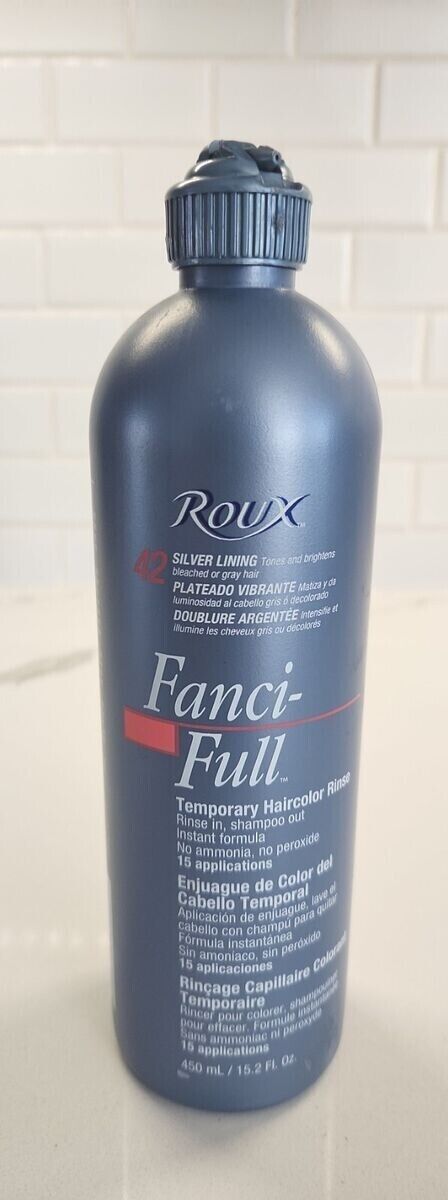 Roux™
42 SILVER LINING Tones and brightens
bleached or gray hair
PLATEADO VIBRANTE Matiza y da
luminosidad al cabello gris ó decolorado
DOUBLURE ARGENTÉE Intensifie et
illumine les cheveux gris ou décolorés
Fanci-
Full™
Temporary Haircolor Rinse
Rinse in, shampoo out
Instant formula
No ammonia, no peroxide
15 applications
Enjuague de Color del
Cabello Temporal
Aplicación de enjuague, lave el
cabello con champú para quitar
Fórmula instantánea
Sin amoniaco, sin peróxido
15 aplicaciones
Rinçage Capillaire Colorant
Temporaire
Rincer pour colorer, shampouiner
pour effacer. Formule instantanée
Sans ammoniac ni peroxyde
15 applications
450 mL / 15.2 FL. Oz.